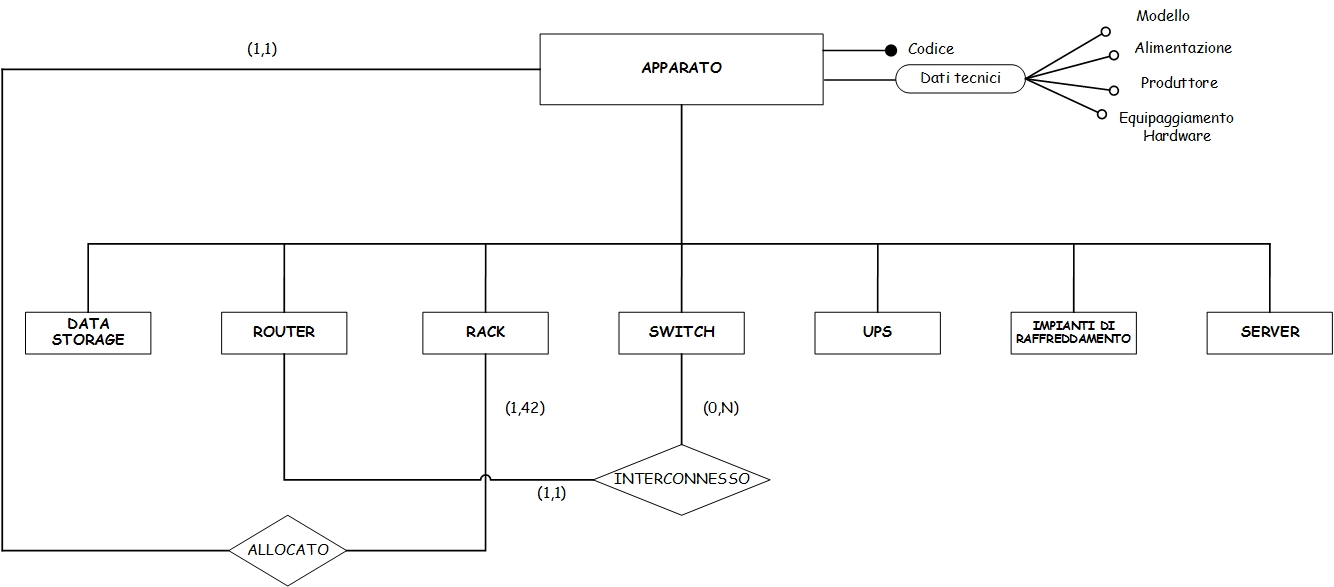 Modello
(1,1)
Codice
Alimentazione
APPARATO
Dati tecnici
Produttore
Equipaggiamento
Hardware
DATA
STORAGE
ROUTER
RACK
SWITCH
UPS
IMPIANTI DI
RAFFREDDAMENTO
SERVER
(1,42)
(0,N)
INTERCONNESSO
(1,1)
ALLOCATO